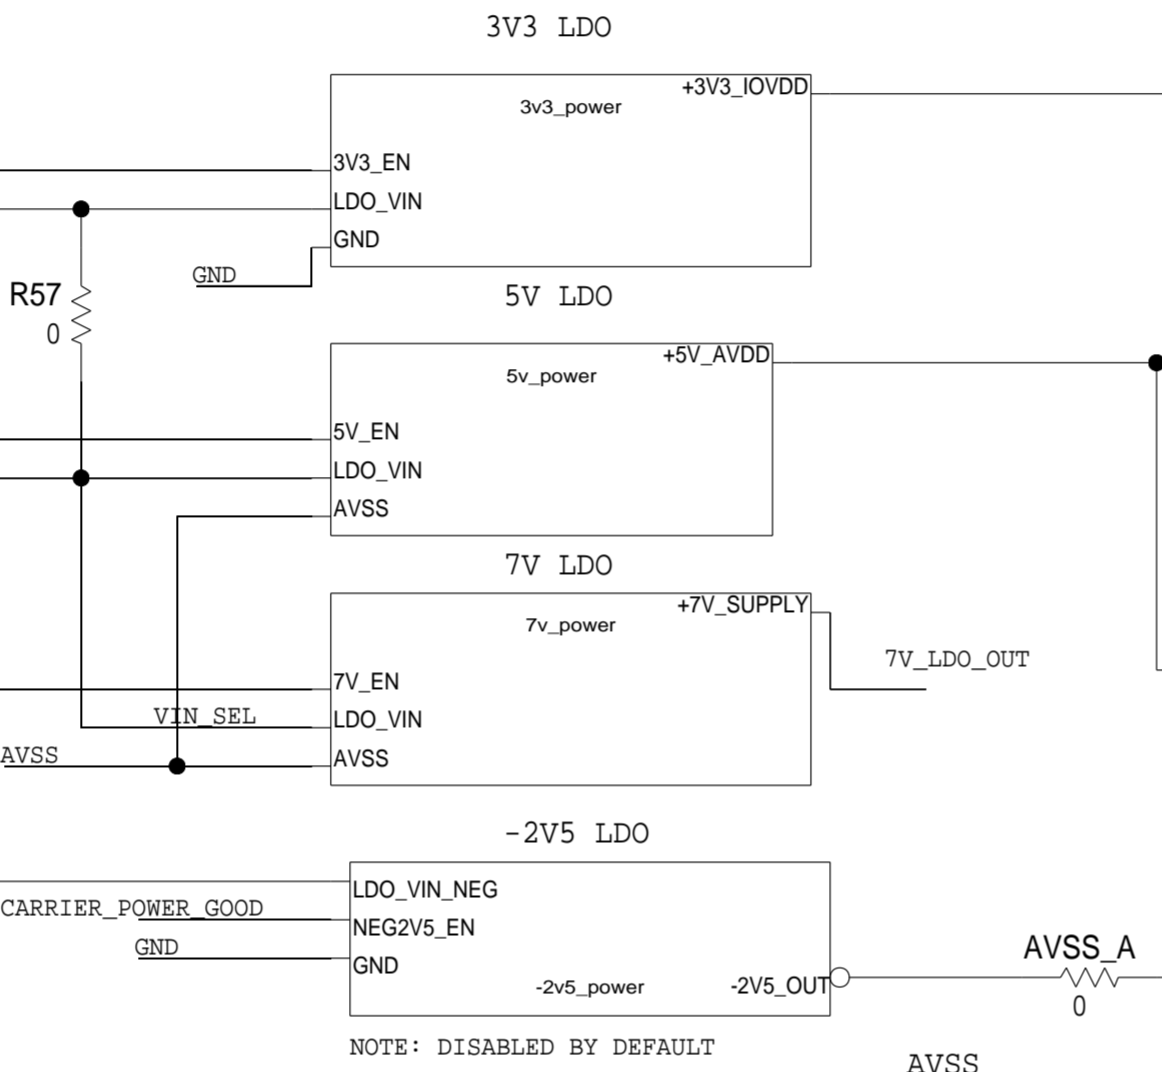 3V3 LDO
+3V3_IOVDD
3v3_power
3V3_EN
LDO_VIN
GND
GND
R57
0
5V LDO
+5V_AVDD
5v_power
5V_EN
LDO_VIN
AVSS
7V LDO
+7V_SUPPLY
7v_power
7V_LDO_OUT
7V_EN
VIN_SEL
LDO_VIN
AVSS
AVSS
-2V5 LDO
LDO_VIN_NEG
CARRIER_POWER_GOOD
NEG2V5_EN
GND
GND
-2v5_power
-2V5_OUT
AVSS_A
0
NOTE: DISABLED BY DEFAULT
AVSS